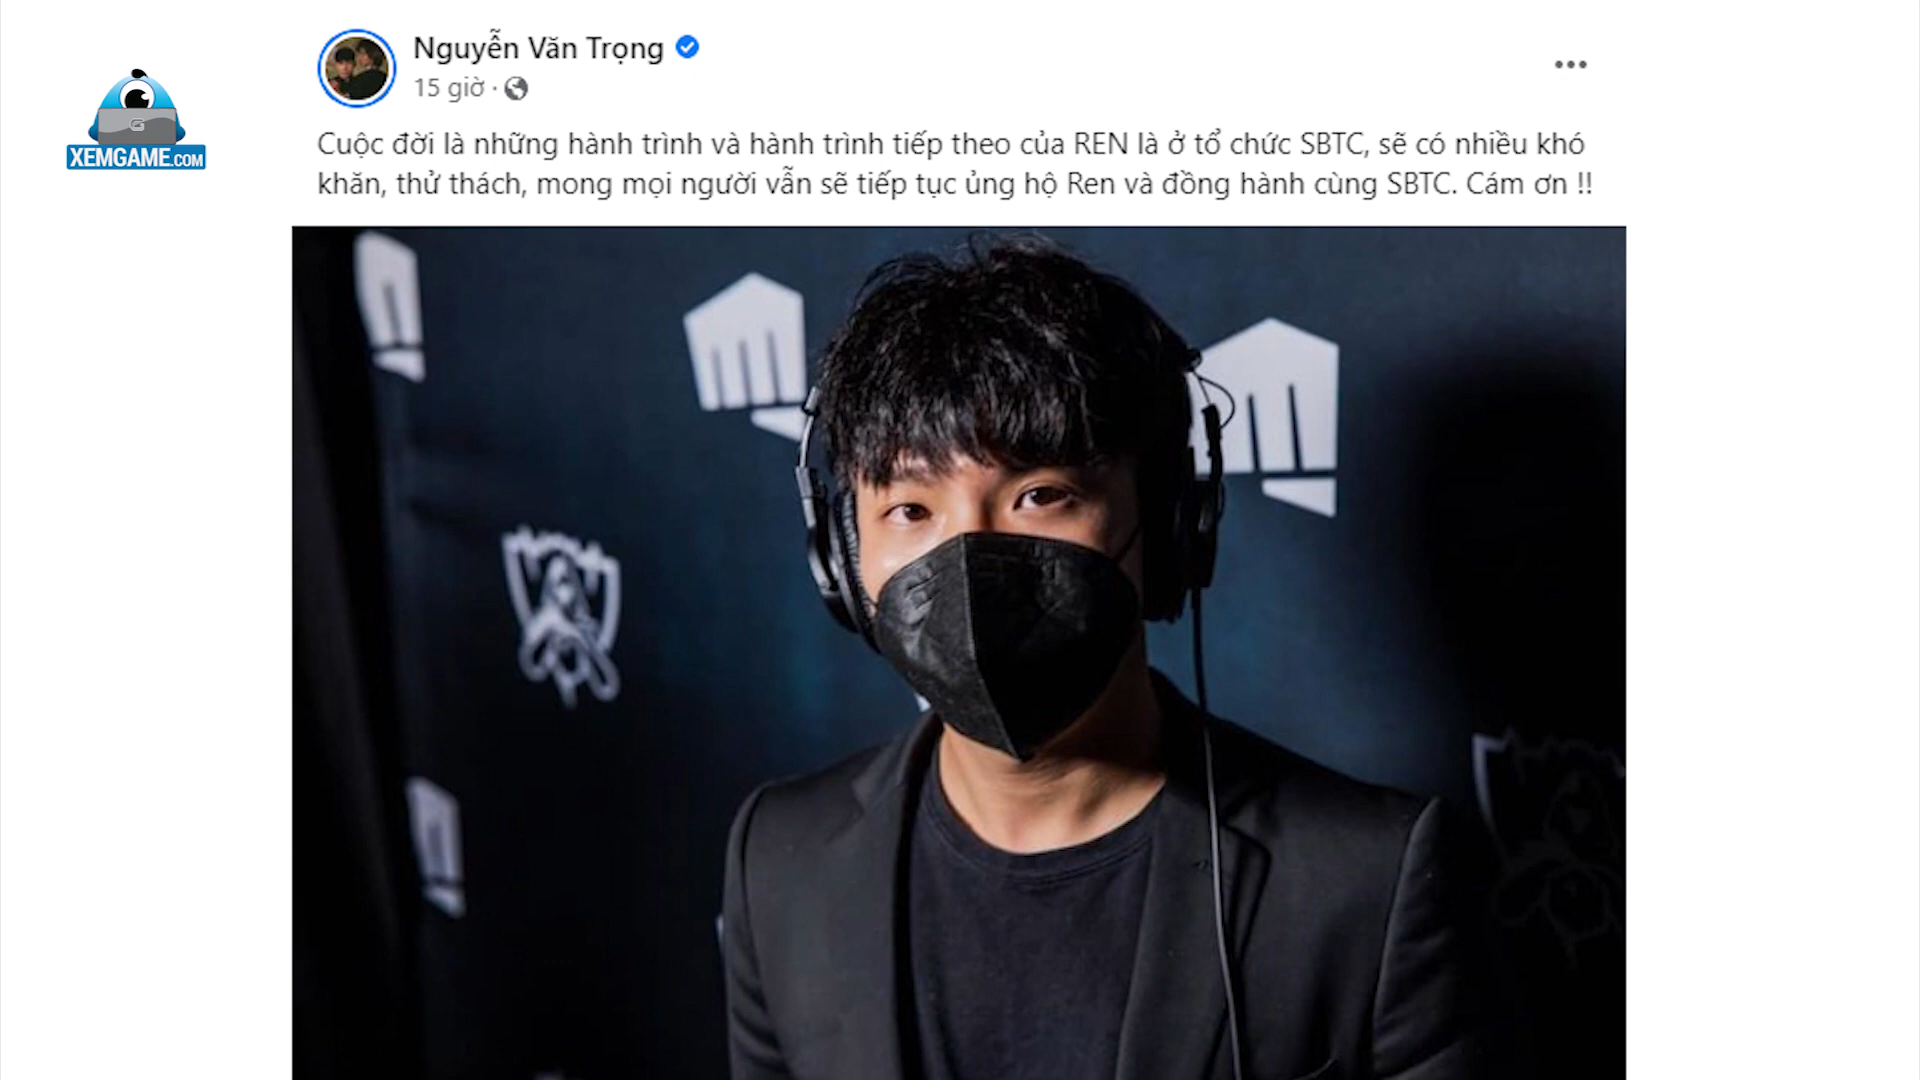 Nguyễn Văn Trọng
15 giờ ·
G
XEMGAME.COM
Cuộc đời là những hành trình và hành trình tiếp theo của REN là ở tổ chức SBTC, sẽ có nhiều khó
khăn, thử thách, mong mọi người vẫn sẽ tiếp tục ủng hộ Ren và đồng hành cùng SBTC. Cám ơn !!